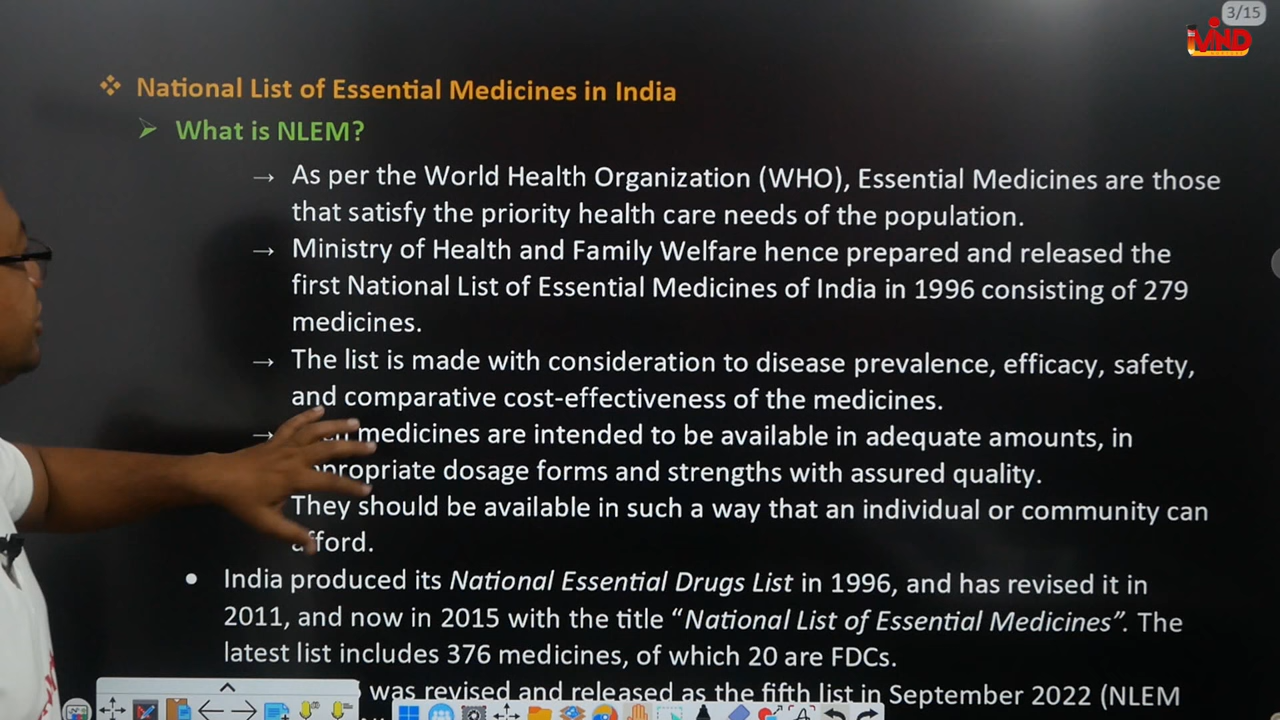 3/15
MIND
❖ National List of Essential Medicines in India
➢ What is NLEM?
→ As per the World Health Organization (WHO), Essential Medicines are those
that satisfy the priority health care needs of the population.
→ Ministry of Health and Family Welfare hence prepared and released the
first National List of Essential Medicines of India in 1996 consisting of 279
medicines.
→ The list is made with consideration to disease prevalence, efficacy, safety,
and comparative cost-effectiveness of the medicines.
→ medicines are intended to be available in adequate amounts, in
dosage forms and strengths with assured quality.
They should be available in such a way that an individual or community can
afford.
• India produced its National Essential Drugs List in 1996, and has revised it in
2011, and now in 2015 with the title “National List of Essential Medicines”. The
latest list includes 376 medicines, of which 20 are FDCs.
was revised and released as the fifth list in September 2022 (NLEM